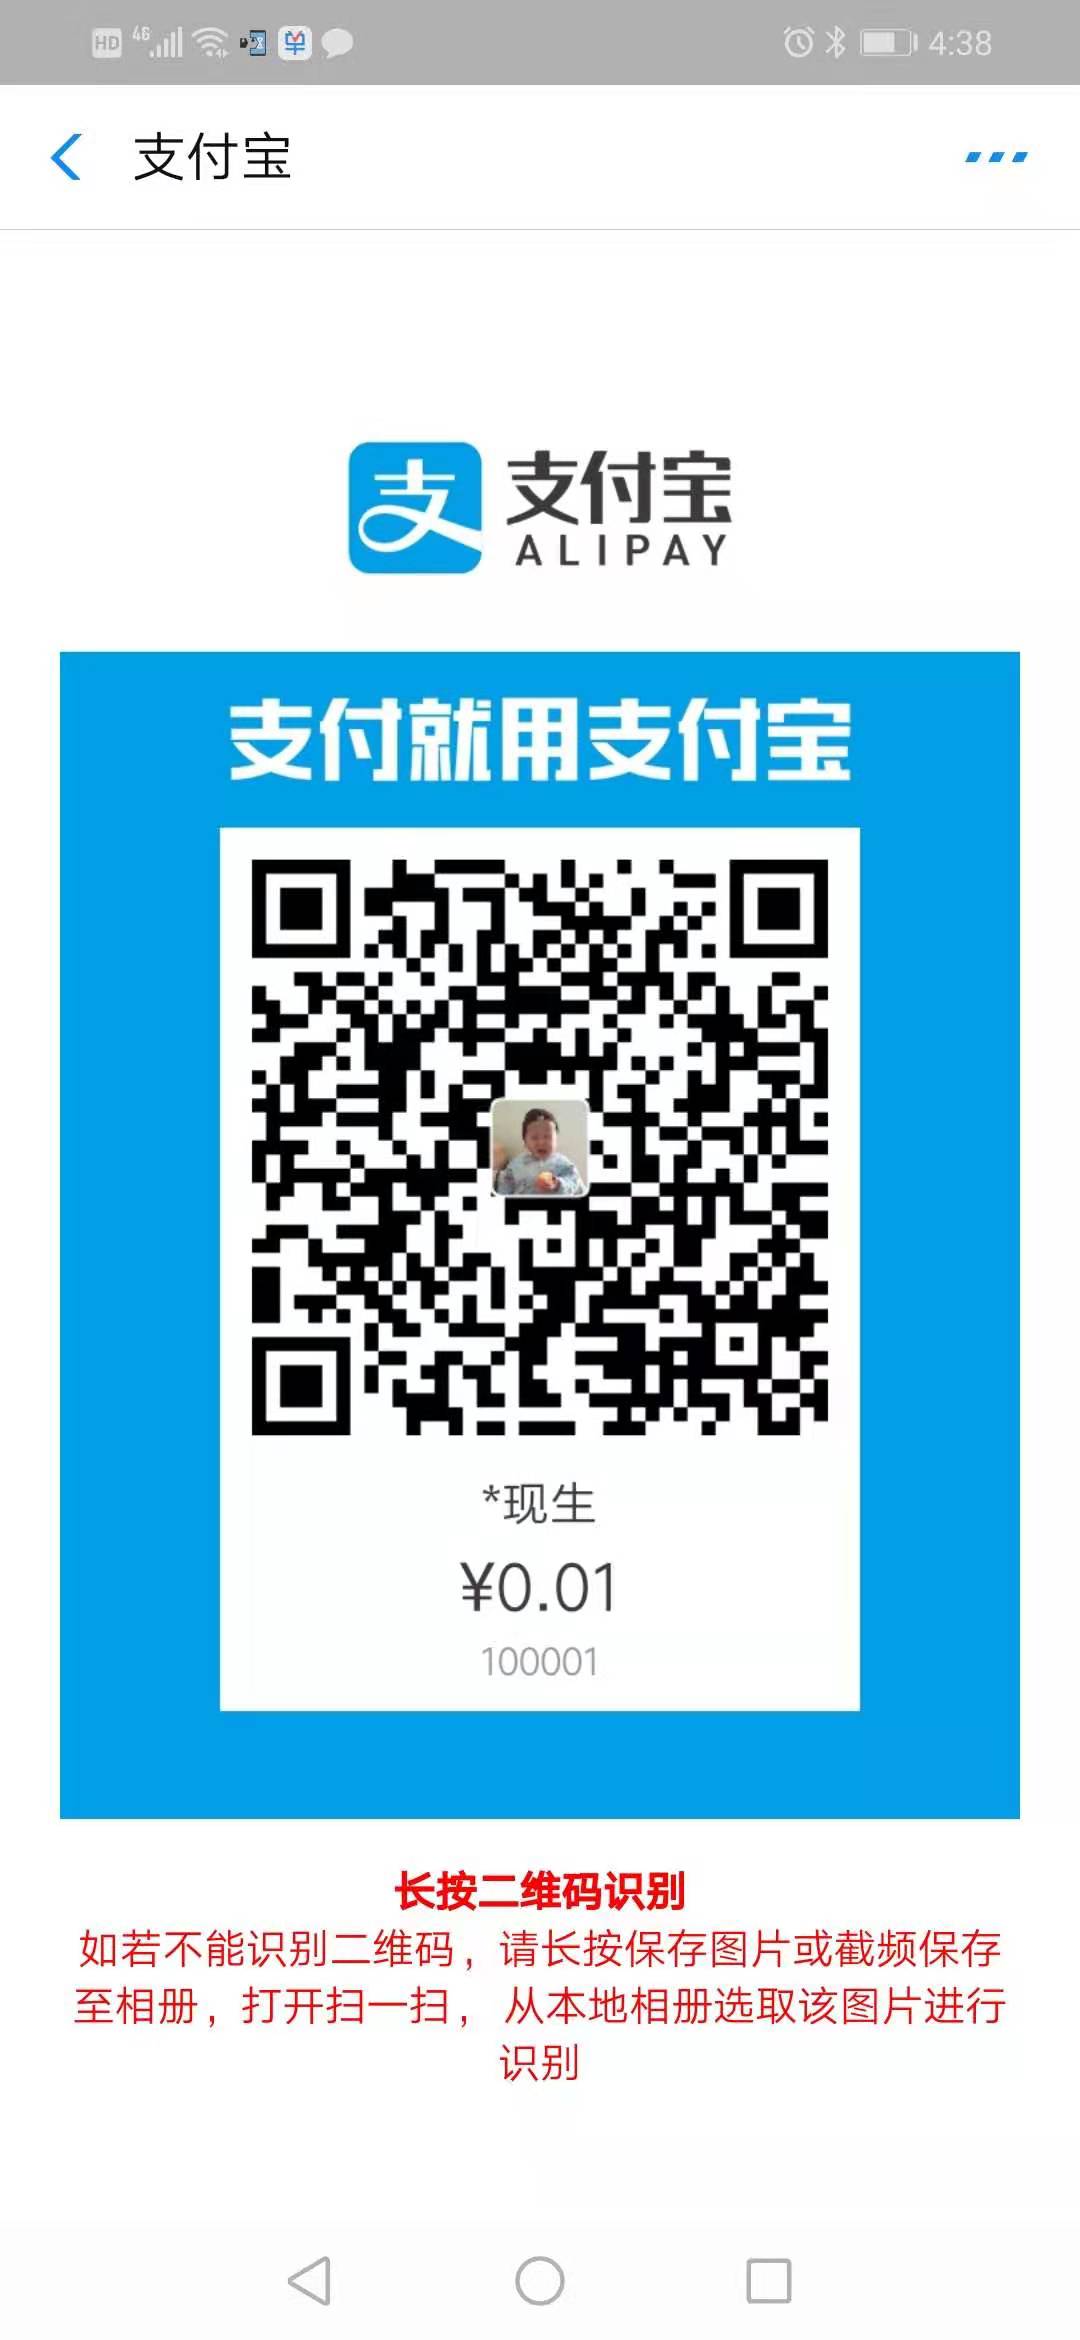 HD 4G 4:38
支付宝
支 支付宝
ALIPAY
支付就用支付宝
*现生
¥0.01
100001
长按二维码识别
如若不能识别二维码，请长按保存图片或截频保存
至相册，打开扫一扫， 从本地相册选取该图片进行
识别